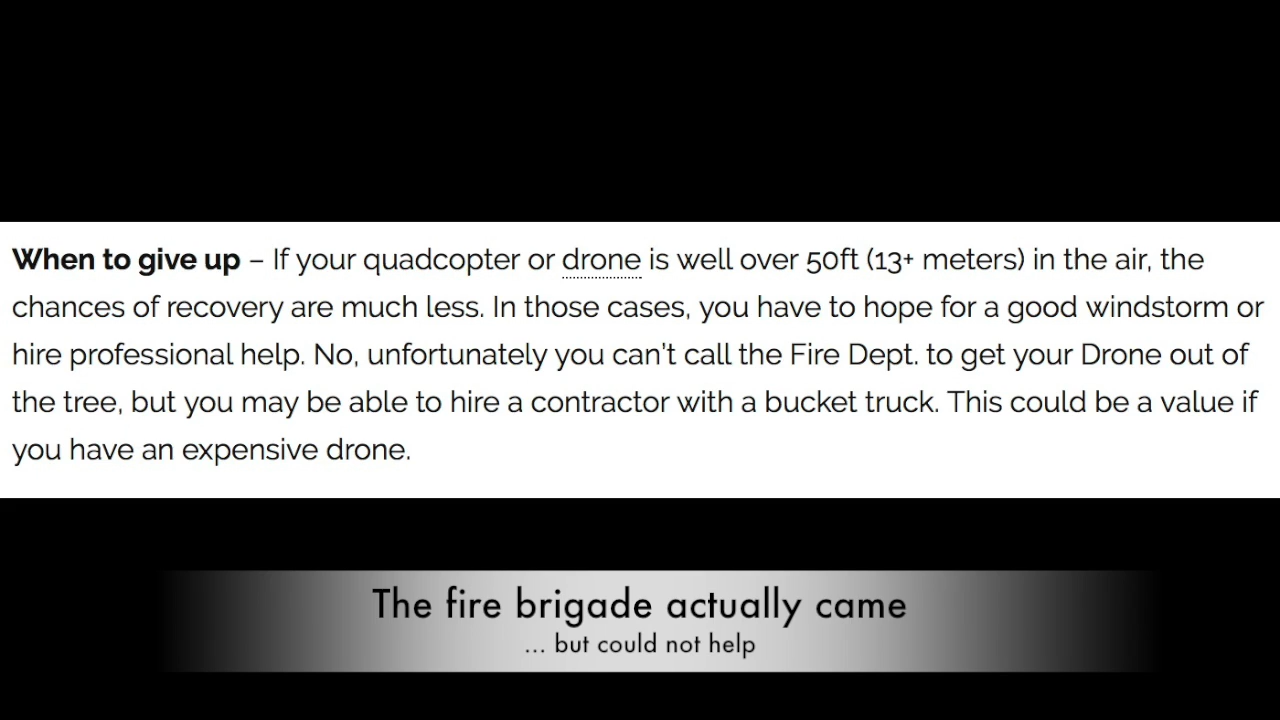 When to give up – If your quadcopter or drone is well over 50ft (13+ meters) in the air, the
chances of recovery are much less. In those cases, you have to hope for a good windstorm or
hire professional help. No, unfortunately you can't call the Fire Dept. to get your Drone out of
the tree, but you may be able to hire a contractor with a bucket truck. This could be a value if
you have an expensive drone.
The fire brigade actually came
... but could not help